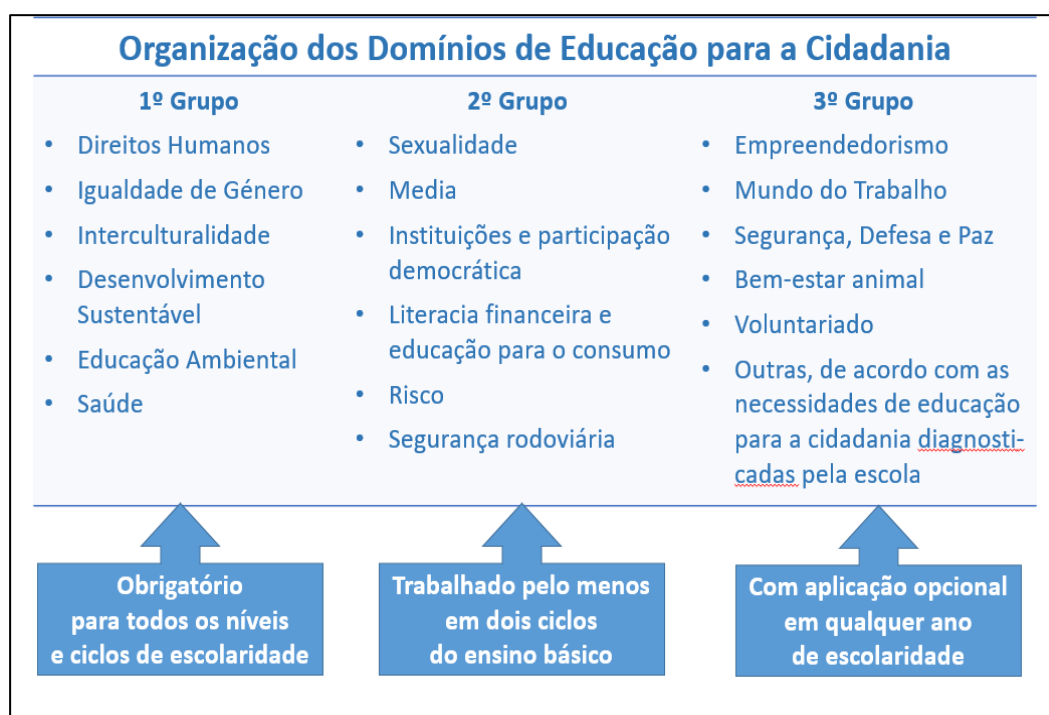 Organização dos Domínios de Educação para a Cidadania
1º Grupo
• Direitos Humanos
• Igualdade de Género
• Interculturalidade
• Desenvolvimento
Sustentável
• Educação Ambiental
• Saúde
2º Grupo
• Sexualidade
• Media
• Instituições e participação
democrática
• Literacia financeira e
educação para o consumo
• Risco
• Segurança rodoviária
3º Grupo
• Empreendedorismo
• Mundo do Trabalho
• Segurança, Defesa e Paz
• Bem-estar animal
• Voluntariado
• Outras, de acordo com as
necessidades de educação
para a cidadania diagnosti-
cadas pela escola
Obrigatório
para todos os níveis
e ciclos de escolaridade
Trabalhado pelo menos
em dois ciclos
do ensino básico
Com aplicação opcional
em qualquer ano
de escolaridade